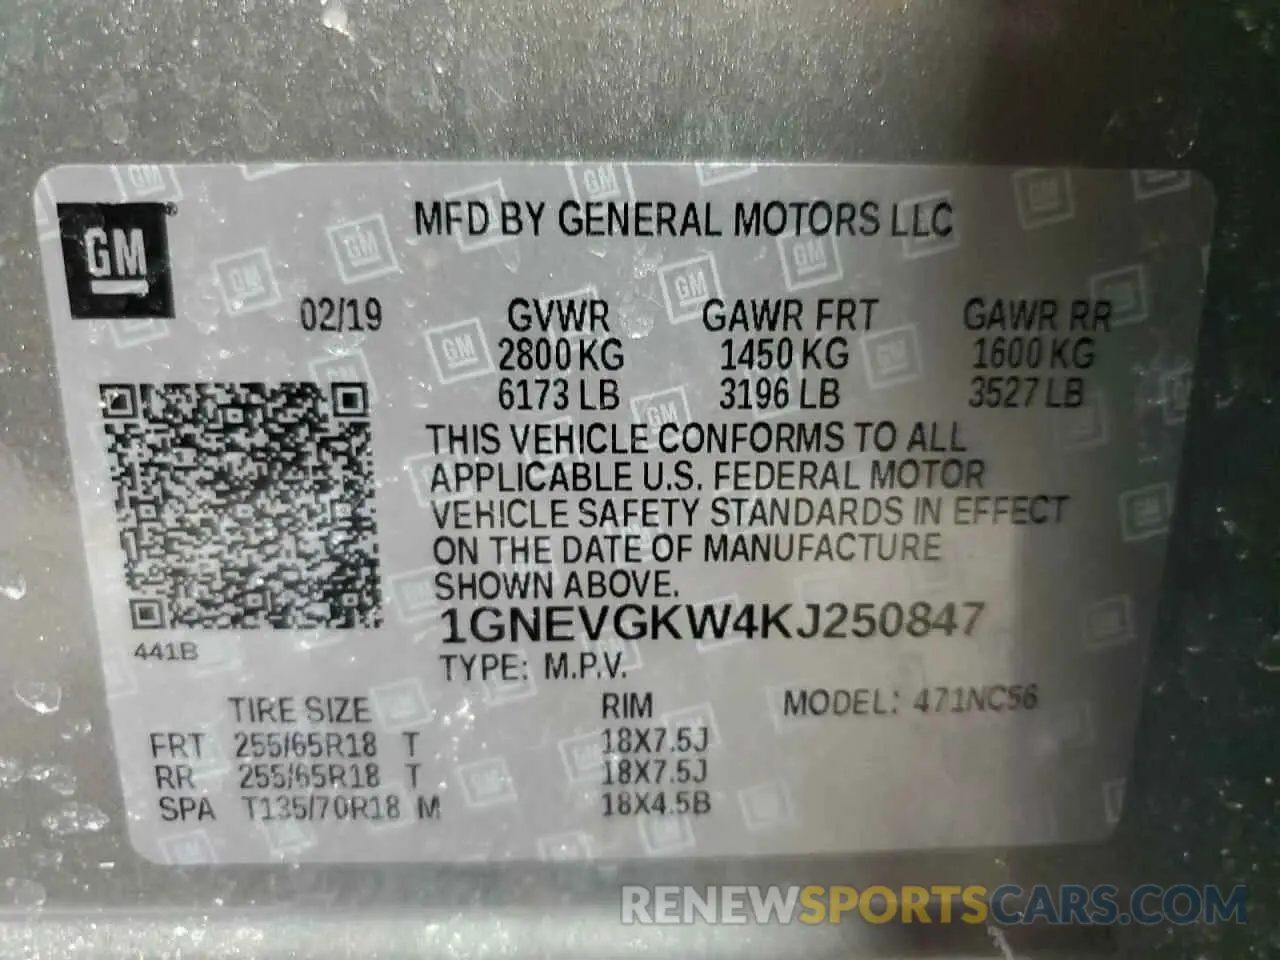 MFD BY GENERAL MOTORS LLC
GM
02/19 GVWR GAWR FRT GAWR RR
2800 KG 1450 KG 1600 KG
6173 LB 3196 LB 3527 LB
THIS VEHICLE CONFORMS TO ALL
APPLICABLE U.S. FEDERAL MOTOR
VEHICLE SAFETY STANDARDS IN EFFECT
ON THE DATE OF MANUFACTURE
SHOWN ABOVE.
1GNEVGKW4KJ250847
441B
TYPE: M.P.V.
TIRE SIZE RIM MODEL: 471NC56
FRT 255/65R18 T 18X7.5J
RR 255/65R18 T 18X7.5J
SPA T135/70R18 M 18X4.5B
RENEWSPORTSCARS.COM